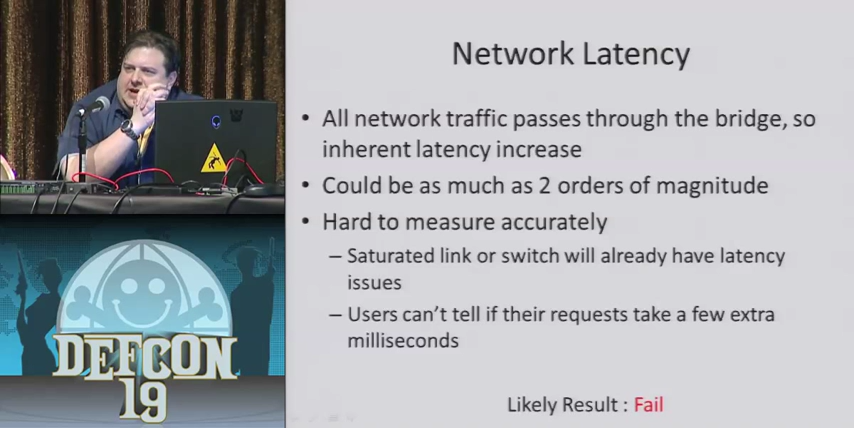 Network Latency
• All network traffic passes through the bridge, so
inherent latency increase
• Could be as much as 2 orders of magnitude
• Hard to measure accurately
– Saturated link or switch will already have latency
issues
– Users can't tell if their requests take a few extra
milliseconds
Likely Result : Fail
DEFCON
19